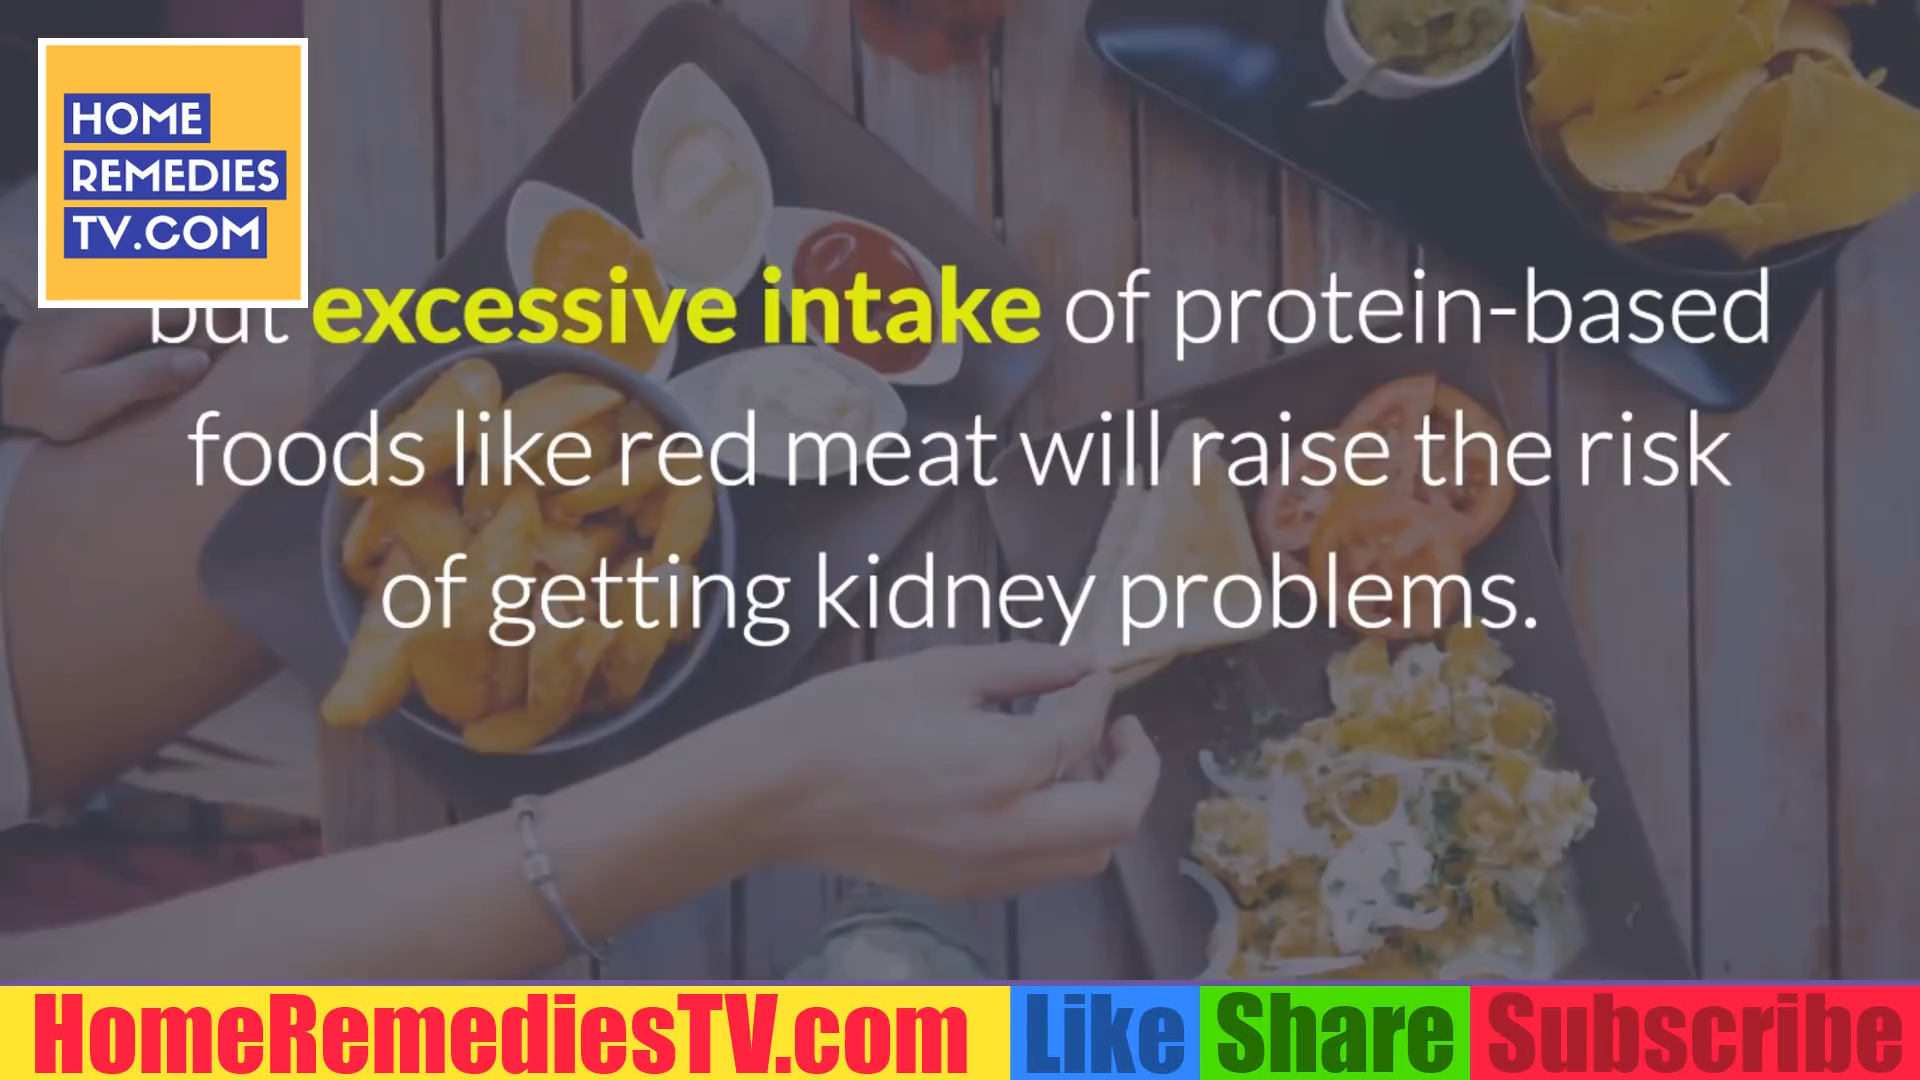 HOME
REMEDIES
TV.COM
but excessive intake of protein-based
foods like red meat will raise the risk
of getting kidney problems.
HomeRemediesTV.com Like Share Subscribe